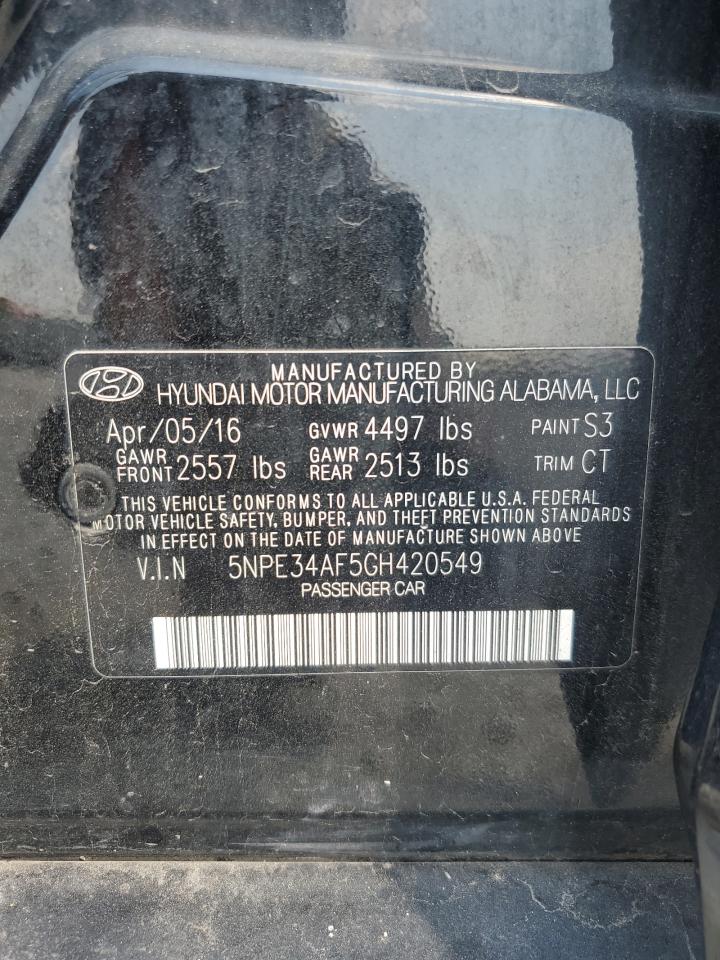 MANUFACTURED BY
HYUNDAI MOTOR MANUFACTURING ALABAMA, LLC
Apr/05/16 GVWR 4497 lbs PAINT S3
GAWR FRONT 2557 lbs GAWR REAR 2513 lbs TRIM CT
THIS VEHICLE CONFORMS TO ALL APPLICABLE U.S.A. FEDERAL
MOTOR VEHICLE SAFETY, BUMPER, AND THEFT PREVENTION STANDARDS
IN EFFECT ON THE DATE OF MANUFACTURE SHOWN ABOVE
V.I.N 5NPE34AF5GH420549
PASSENGER CAR